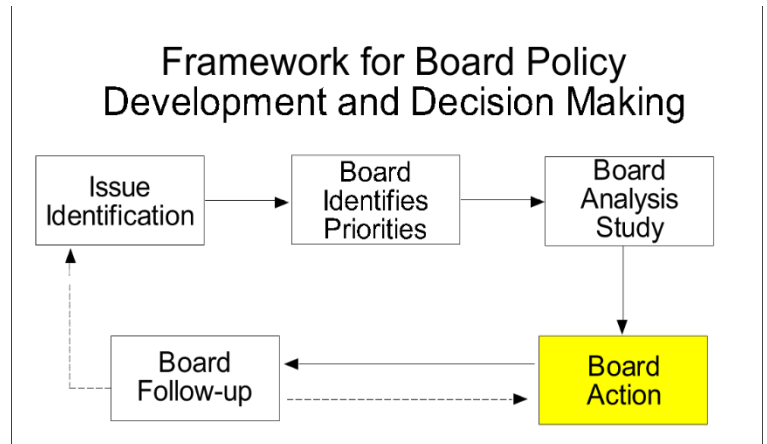 Framework for Board Policy
Development and Decision Making
Issue
Identification
Board
Identifies
Priorities
Board
Analysis
Study
Board
Follow-up
Board
Action